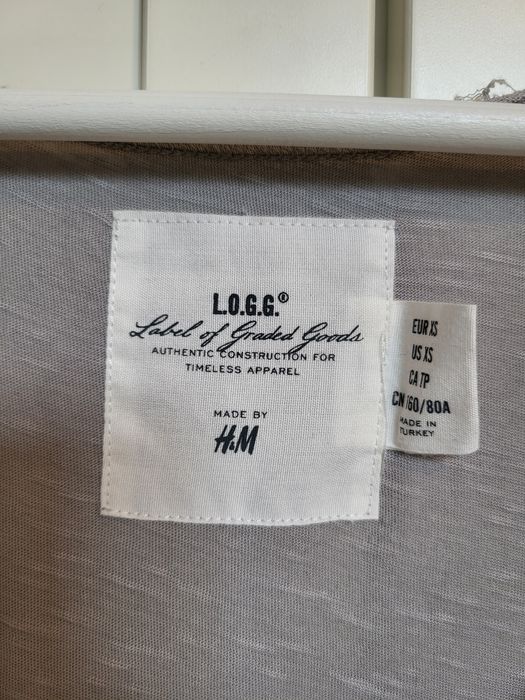 L.O.G.G.®
Label of Graded Goods
AUTHENTIC CONSTRUCTION FOR
TIMELESS APPAREL
MADE BY
H&M
EUR XS
US XS
CA TP
CN 160/80A
MADE IN
TURKEY